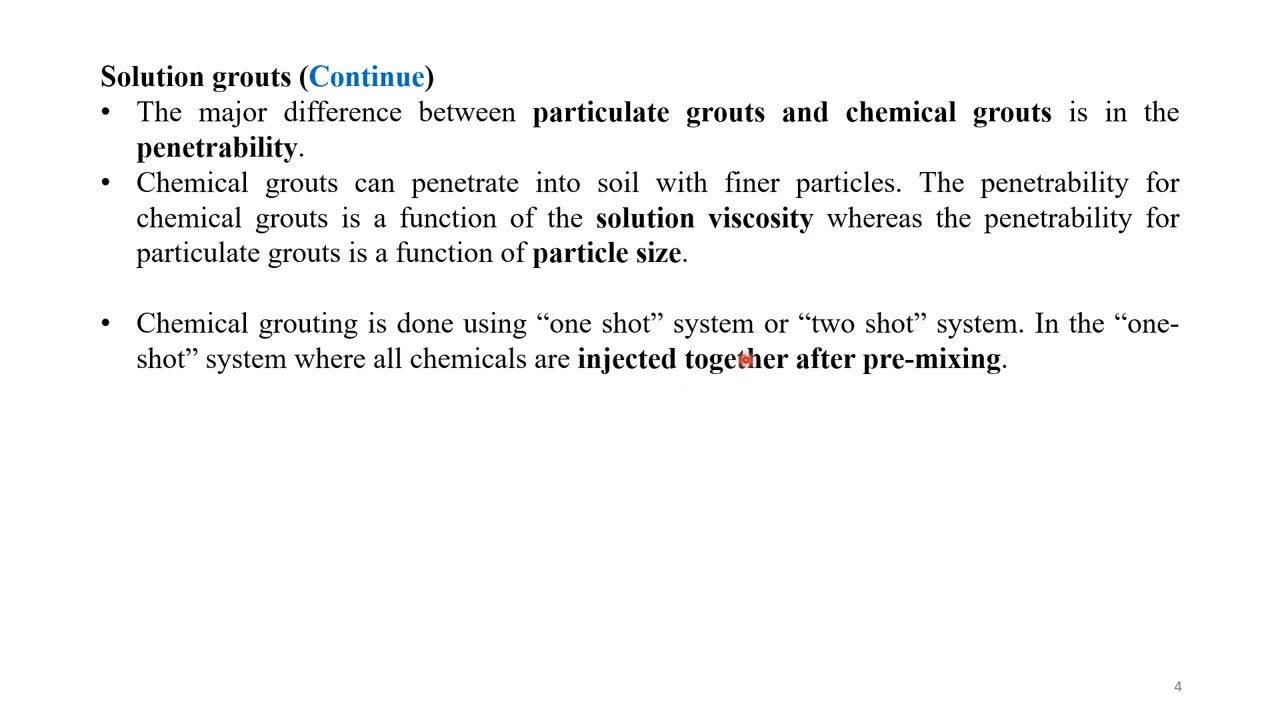 Solution grouts (Continue)
• The major difference between particulate grouts and chemical grouts is in the
penetrability.
• Chemical grouts can penetrate into soil with finer particles. The penetrability for
chemical grouts is a function of the solution viscosity whereas the penetrability for
particulate grouts is a function of particle size.
• Chemical grouting is done using “one shot” system or “two shot” system. In the “one-
shot” system where all chemicals are injected together after pre-mixing.
4